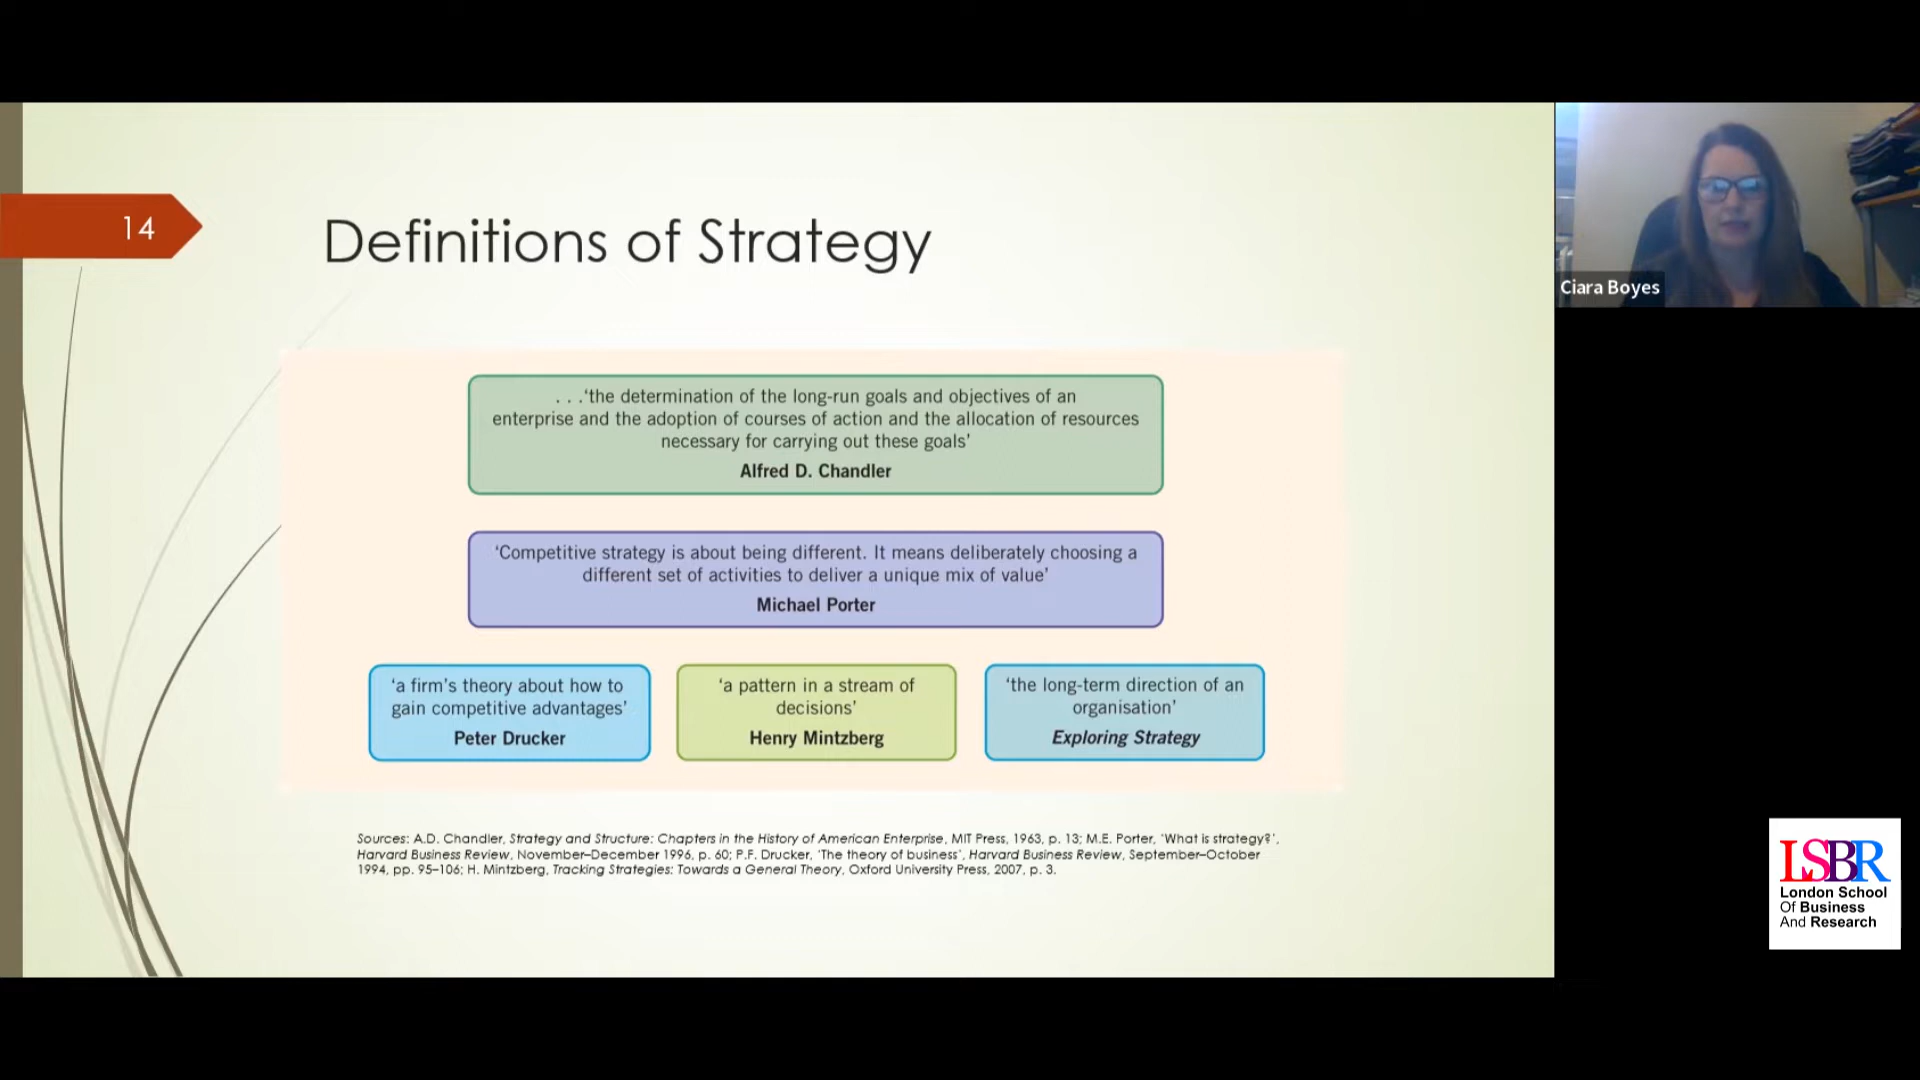 14
Definitions of Strategy
. . .‘the determination of the long-run goals and objectives of an
enterprise and the adoption of courses of action and the allocation of resources
necessary for carrying out these goals’
Alfred D. Chandler
‘Competitive strategy is about being different. It means deliberately choosing a
different set of activities to deliver a unique mix of value’
Michael Porter
‘a firm’s theory about how to
gain competitive advantages’
Peter Drucker
‘a pattern in a stream of
decisions’
Henry Mintzberg
‘the long-term direction of an
organisation’
Exploring Strategy
Sources: A.D. Chandler, Strategy and Structure: Chapters in the History of American Enterprise, MIT Press, 1963, p. 13; M.E. Porter, ‘What is strategy?’,
Harvard Business Review, November–December 1996, p. 60; P.F. Drucker, ‘The theory of business’, Harvard Business Review, September–October
1994, pp. 95–106; H. Mintzberg, Tracking Strategies: Towards a General Theory, Oxford University Press, 2007, p. 3.
Ciara Boyes
LSBR
London School
Of Business
And Research